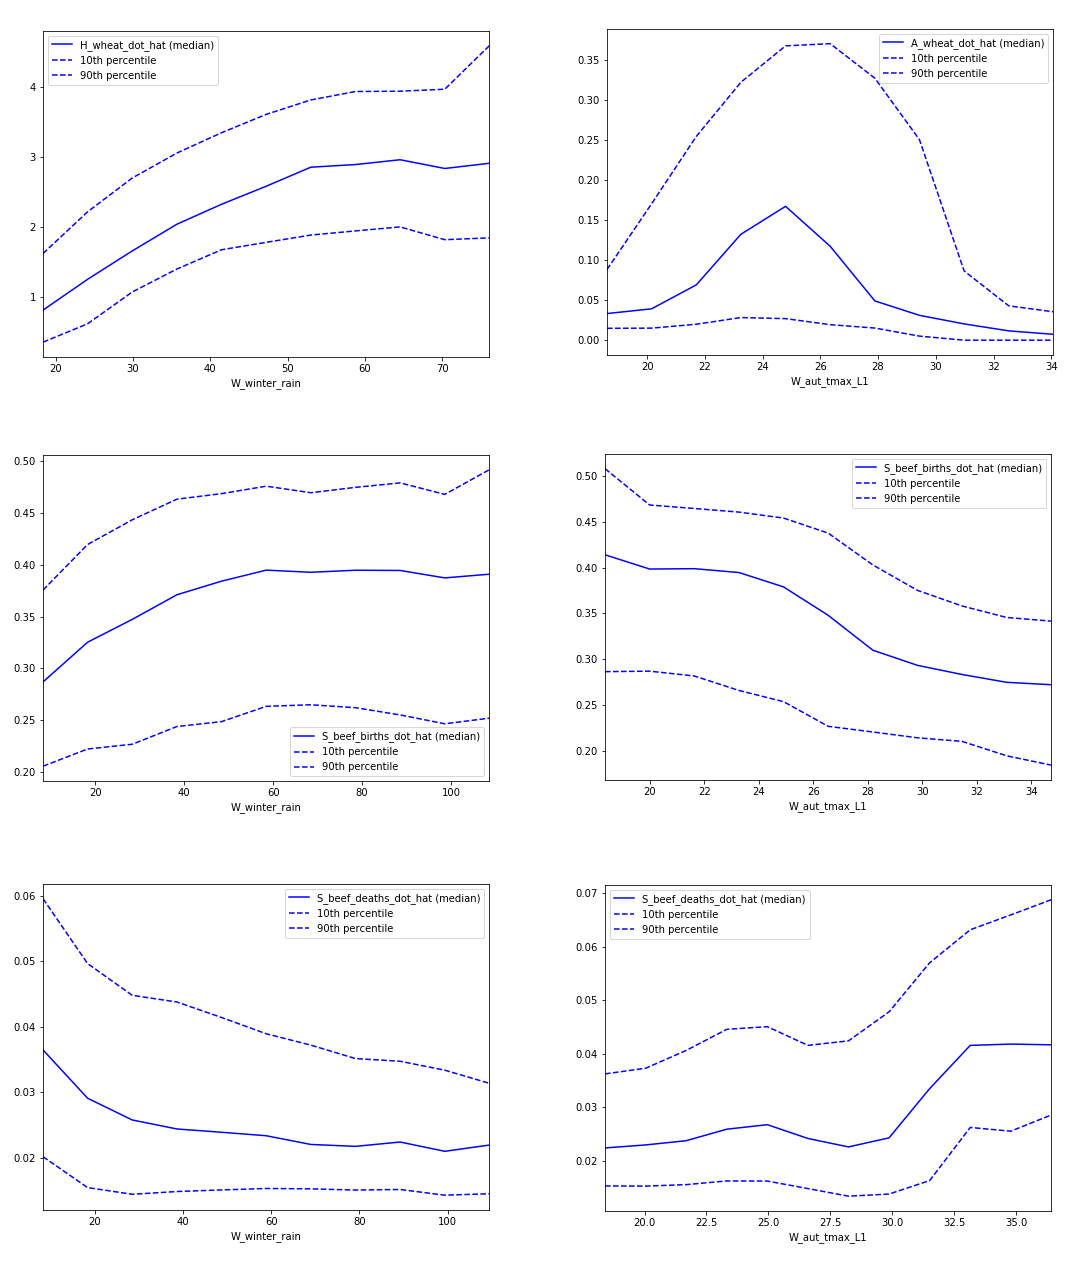 H_wheat_dot_hat (median)
10th percentile
90th percentile
4
3
2
1
20 30 40 50 60 70
W_winter_rain
A_wheat_dot_hat (median)
10th percentile
90th percentile
0.35
0.30
0.25
0.20
0.15
0.10
0.05
0.00
20 22 24 26 28 30 32 34
W_aut_tmax_L1
0.50
0.45
0.40
0.35
0.30
0.25
0.20
S_beef_births_dot_hat (median)
10th percentile
90th percentile
20 40 60 80 100
W_winter_rain
S_beef_births_dot_hat (median)
10th percentile
90th percentile
0.50
0.45
0.40
0.35
0.30
0.25
0.20
20 22 24 26 28 30 32 34
W_aut_tmax_L1
S_beef_deaths_dot_hat (median)
10th percentile
90th percentile
0.06
0.05
0.04
0.03
0.02
20 40 60 80 100
W_winter_rain
S_beef_deaths_dot_hat (median)
10th percentile
90th percentile
0.07
0.06
0.05
0.04
0.03
0.02
20.0 22.5 25.0 27.5 30.0 32.5 35.0
W_aut_tmax_L1